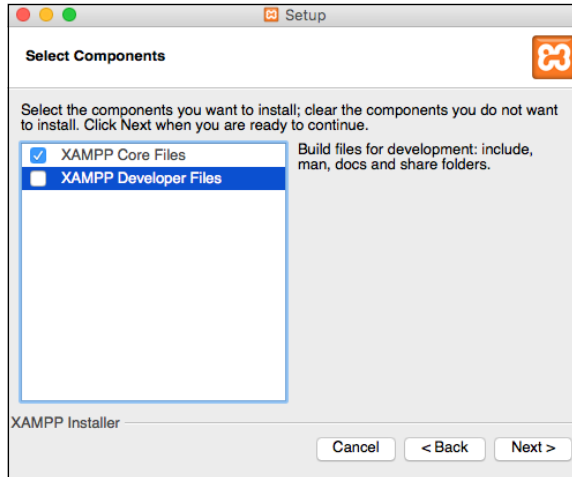 Setup
Select Components
Select the components you want to install; clear the components you do not want
to install. Click Next when you are ready to continue.
XAMPP Core Files
XAMPP Developer Files
Build files for development: include,
man, docs and share folders.
XAMPP Installer
Cancel
< Back
Next >